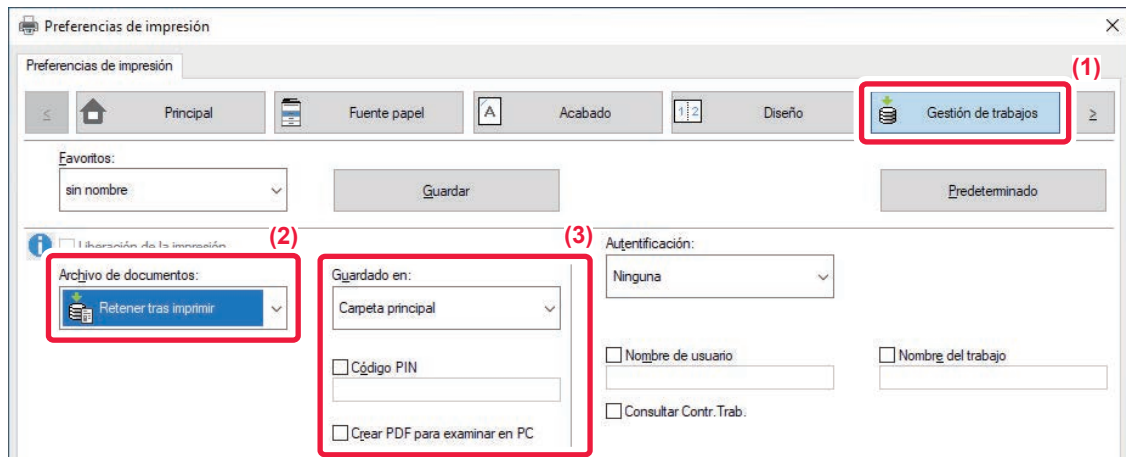 Preferencias de impresión
Preferencias de impresión
(1)
≤ Principal Fuente papel A Acabado 1 2 Diseño Gestión de trabajos ≥
Favoritos:
sin nombre Guardar Predeterminado
Liberación de la impresión (2) (3) Autentificación:
Archivo de documentos: Guardado en: Ninguna
Retener tras imprimir Carpeta principal
Código PIN Nombre de usuario Nombre del trabajo
Consultar Contr.Trab.
Crear PDF para examinar en PC